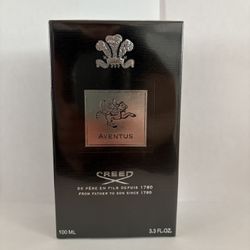 AVENTUS
CREED
DE PÈRE EN FILS DEPUIS 1760
FROM FATHER TO SON SINCE 1760
100 ML 3.3 FL.OZ.